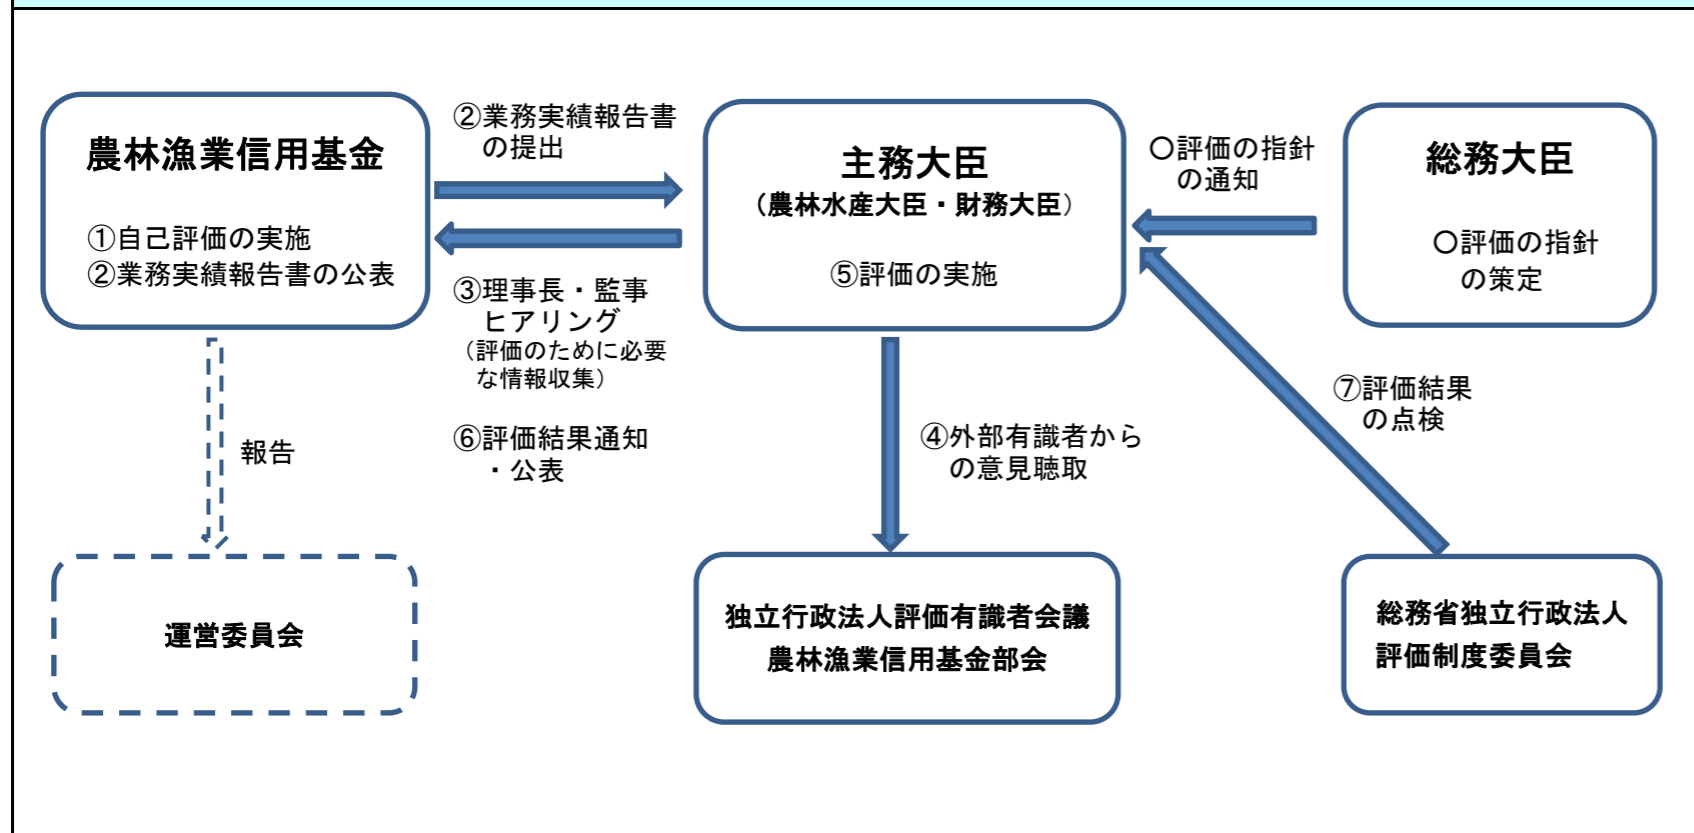 農林漁業信用基金
①自己評価の実施
②業務実績報告書の公表
②業務実績報告書
の提出
③理事長・監事
ヒアリング
（評価のために必要
な情報収集）
⑥評価結果通知
・公表
主務大臣
（農林水産大臣・財務大臣）
⑤評価の実施
〇評価の指針
の通知
総務大臣
〇評価の指針
の策定
報告
④外部有識者から
の意見聴取
⑦評価結果
の点検
運営委員会
独立行政法人評価有識者会議
農林漁業信用基金部会
総務省独立行政法人
評価制度委員会